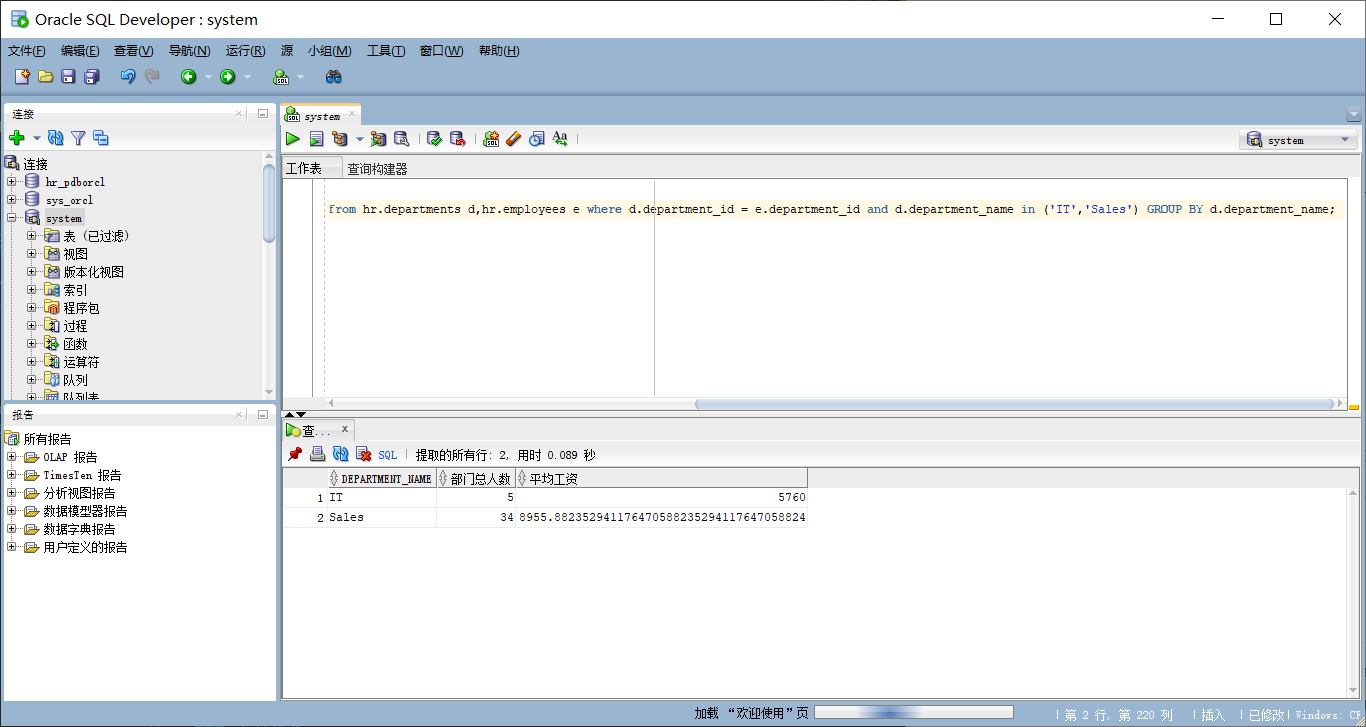 Oracle SQL Developer : system
文件(F) 编辑(E) 查看(V) 导航(N) 运行(R) 源 小组(M) 工具(T) 窗口(W) 帮助(H)
连接
连接
hr_pdborcl
sys_orcl
system
表 (已过滤)
视图
版本化视图
索引
程序包
过程
函数
运算符
队列
队列表
报告
所有报告
OLAP 报告
TimesTen 报告
分析视图报告
数据模型器报告
数据字典报告
用户定义的报告
system
system
工作表 查询构建器
from hr.departments d,hr.employees e where d.department_id = e.department_id and d.department_name in ('IT','Sales') GROUP BY d.department_name;
查...
SQL | 提取的所有行: 2, 用时 0.089 秒
DEPARTMENT_NAME 部门总人数 平均工资
1 IT 5 5760
2 Sales 34 8955.882352941176470588235294117647058824
加载 “欢迎使用” 页
| 第 2 行, 第 220 列 | 插入 | 已修改 | Windows: CR